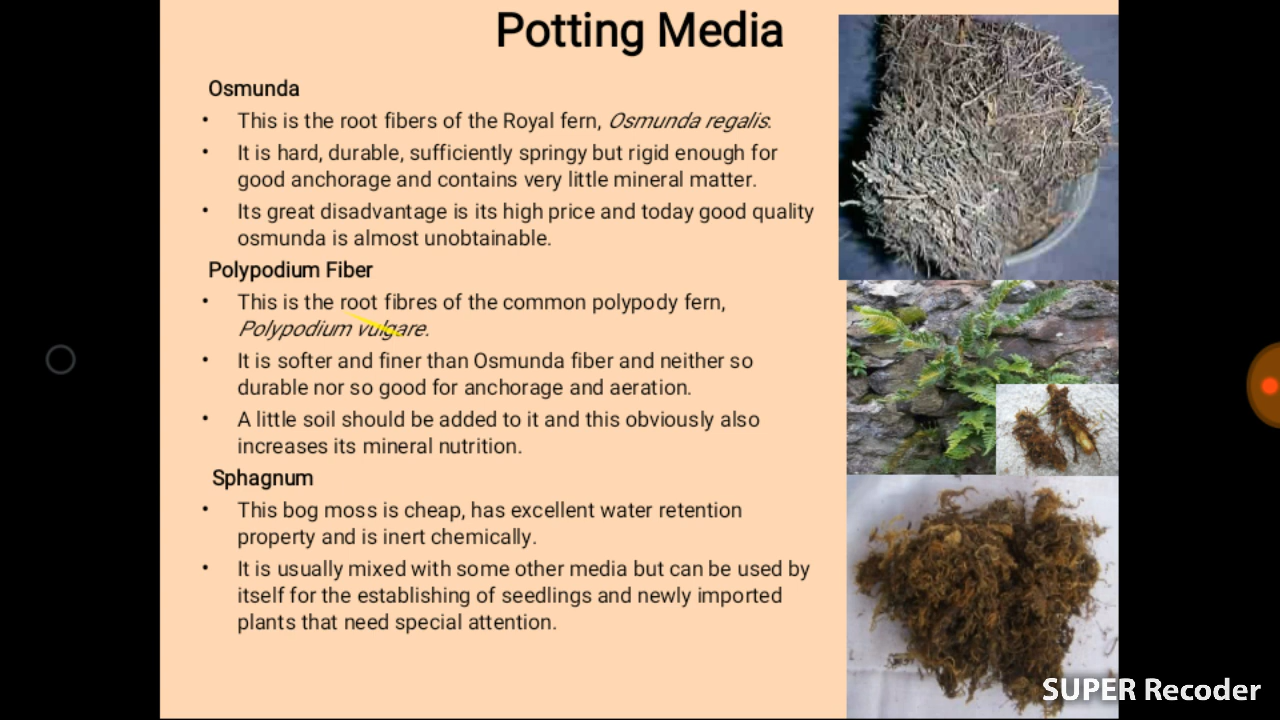 Potting Media
Osmunda
• This is the root fibers of the Royal fern, Osmunda regalis.
• It is hard, durable, sufficiently springy but rigid enough for
good anchorage and contains very little mineral matter.
• Its great disadvantage is its high price and today good quality
osmunda is almost unobtainable.
Polypodium Fiber
• This is the root fibres of the common polypody fern,
Polypodium vulgare.
• It is softer and finer than Osmunda fiber and neither so
durable nor so good for anchorage and aeration.
• A little soil should be added to it and this obviously also
increases its mineral nutrition.
Sphagnum
• This bog moss is cheap, has excellent water retention
property and is inert chemically.
• It is usually mixed with some other media but can be used by
itself for the establishing of seedlings and newly imported
plants that need special attention.
SUPER Recoder